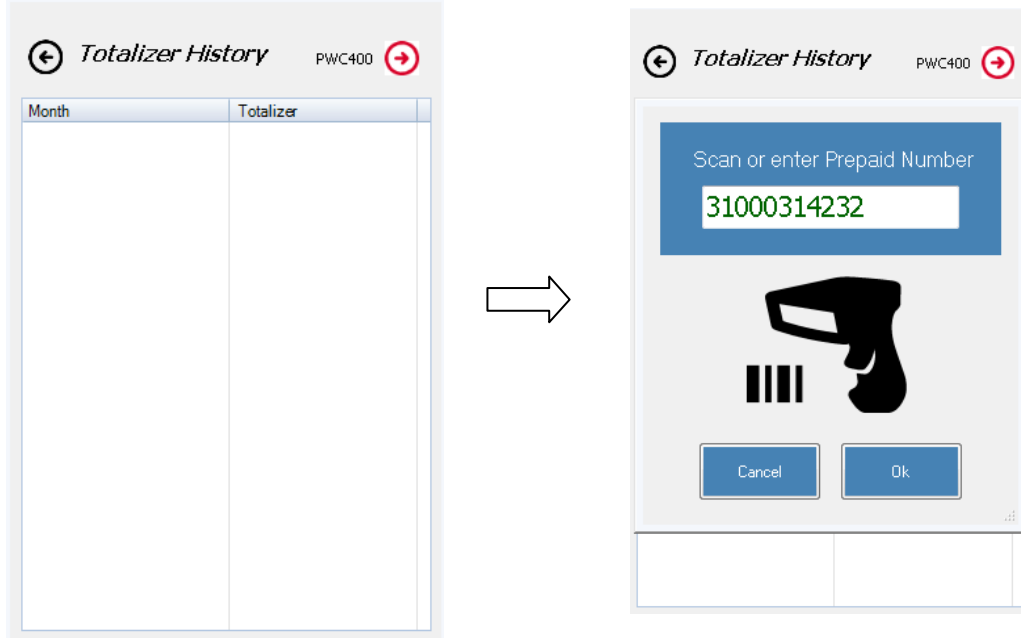 Totalizer History PWC400
Month Totalizer
Totalizer History PWC400
Scan or enter Prepaid Number
31000314232
Cancel Ok